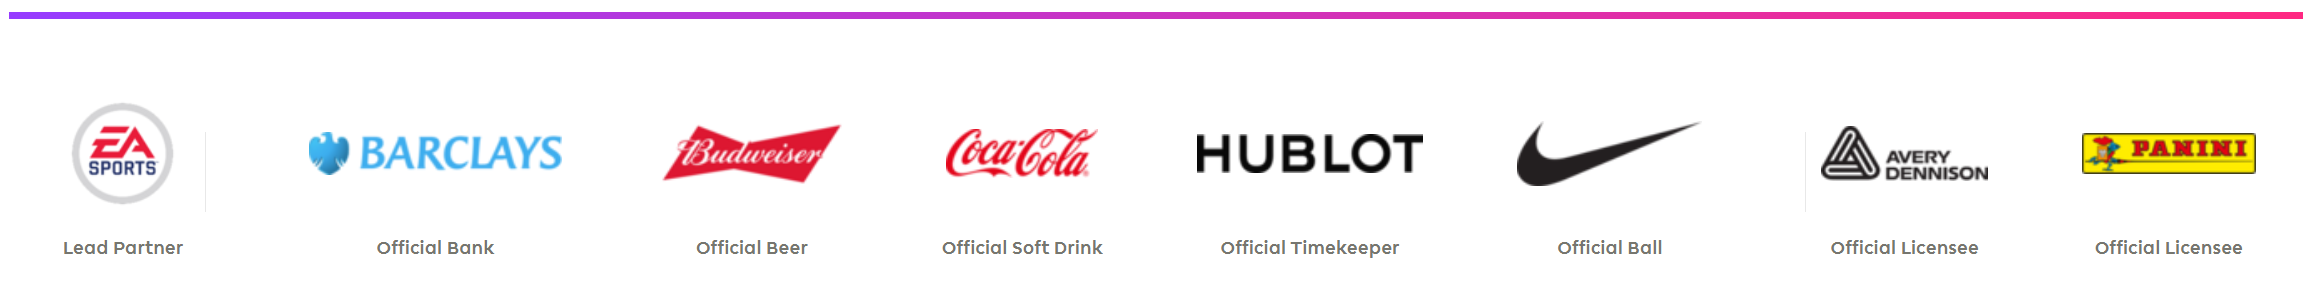 EA
SPORTS
BARCLAYS
Budweiser
Coca-Cola
HUBLOT
AVERY
DENNISON
PANINI
Lead Partner
Official Bank
Official Beer
Official Soft Drink
Official Timekeeper
Official Ball
Official Licensee
Official Licensee